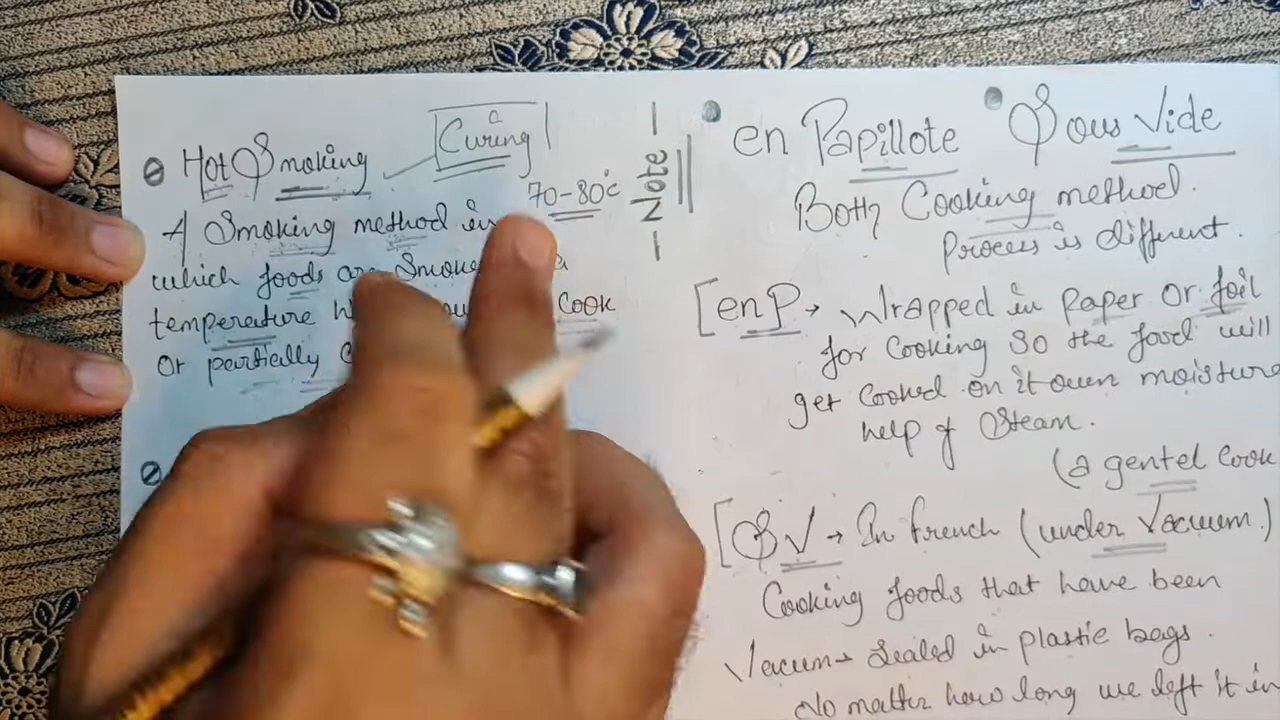 Hot Smoking
Curing
70-80°c
A Smoking method in
which foods are
temperature
Cook
Or partially
Note
en Papillote
Sous Vide
Both Cooking method.
Process is different.
[en P → Wrapped in Paper Or foil
for Cooking So the food will
get Cooked on it own moisture
help of Steam.
(a gentel Cook
[SV → In french (under Vacuum.)
Cooking foods that have been
Vacum → Sealed in plastic bags.
No matter how long we left it in